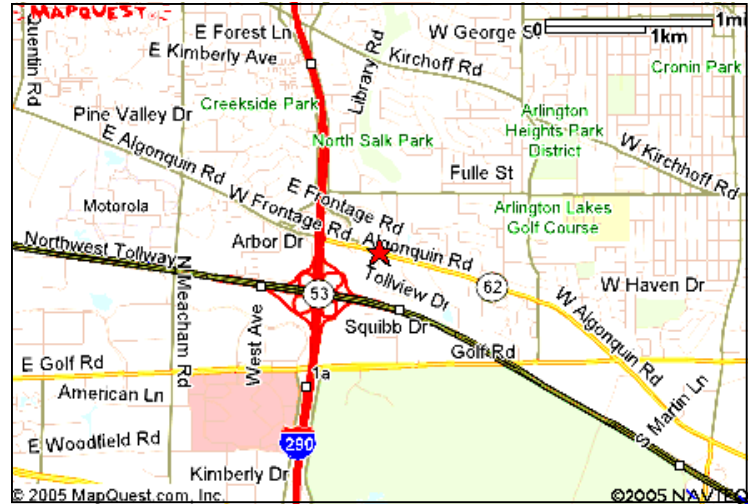 MAPQUEST
E Forest Ln
W George St
0
1mi
1km
Quentin Rd
E Kimberly Ave
Library Rd
Kirchoff Rd
Cronin Park
Creekside Park
Pine Valley Dr
Arlington
Heights Park
District
North Salk Park
W Kirchhoff Rd
E Algonquin Rd
Fulle St
E Frontage Rd
Motorola
W Frontage Rd
Arlington Lakes
Golf Course
Algonquin Rd
Arbor Dr
Northwest Tollway
N Meacham Rd
Tollview Dr
62
W Haven Dr
53
West Ave
Squibb Dr
W Algonquin Rd
E Golf Rd
Golf Rd
1a
American Ln
S Martin Ln
E Woodfield Rd
290
Kimberly Dr
© 2005 MapQuest.com, Inc.
©2005 NAVTEQ